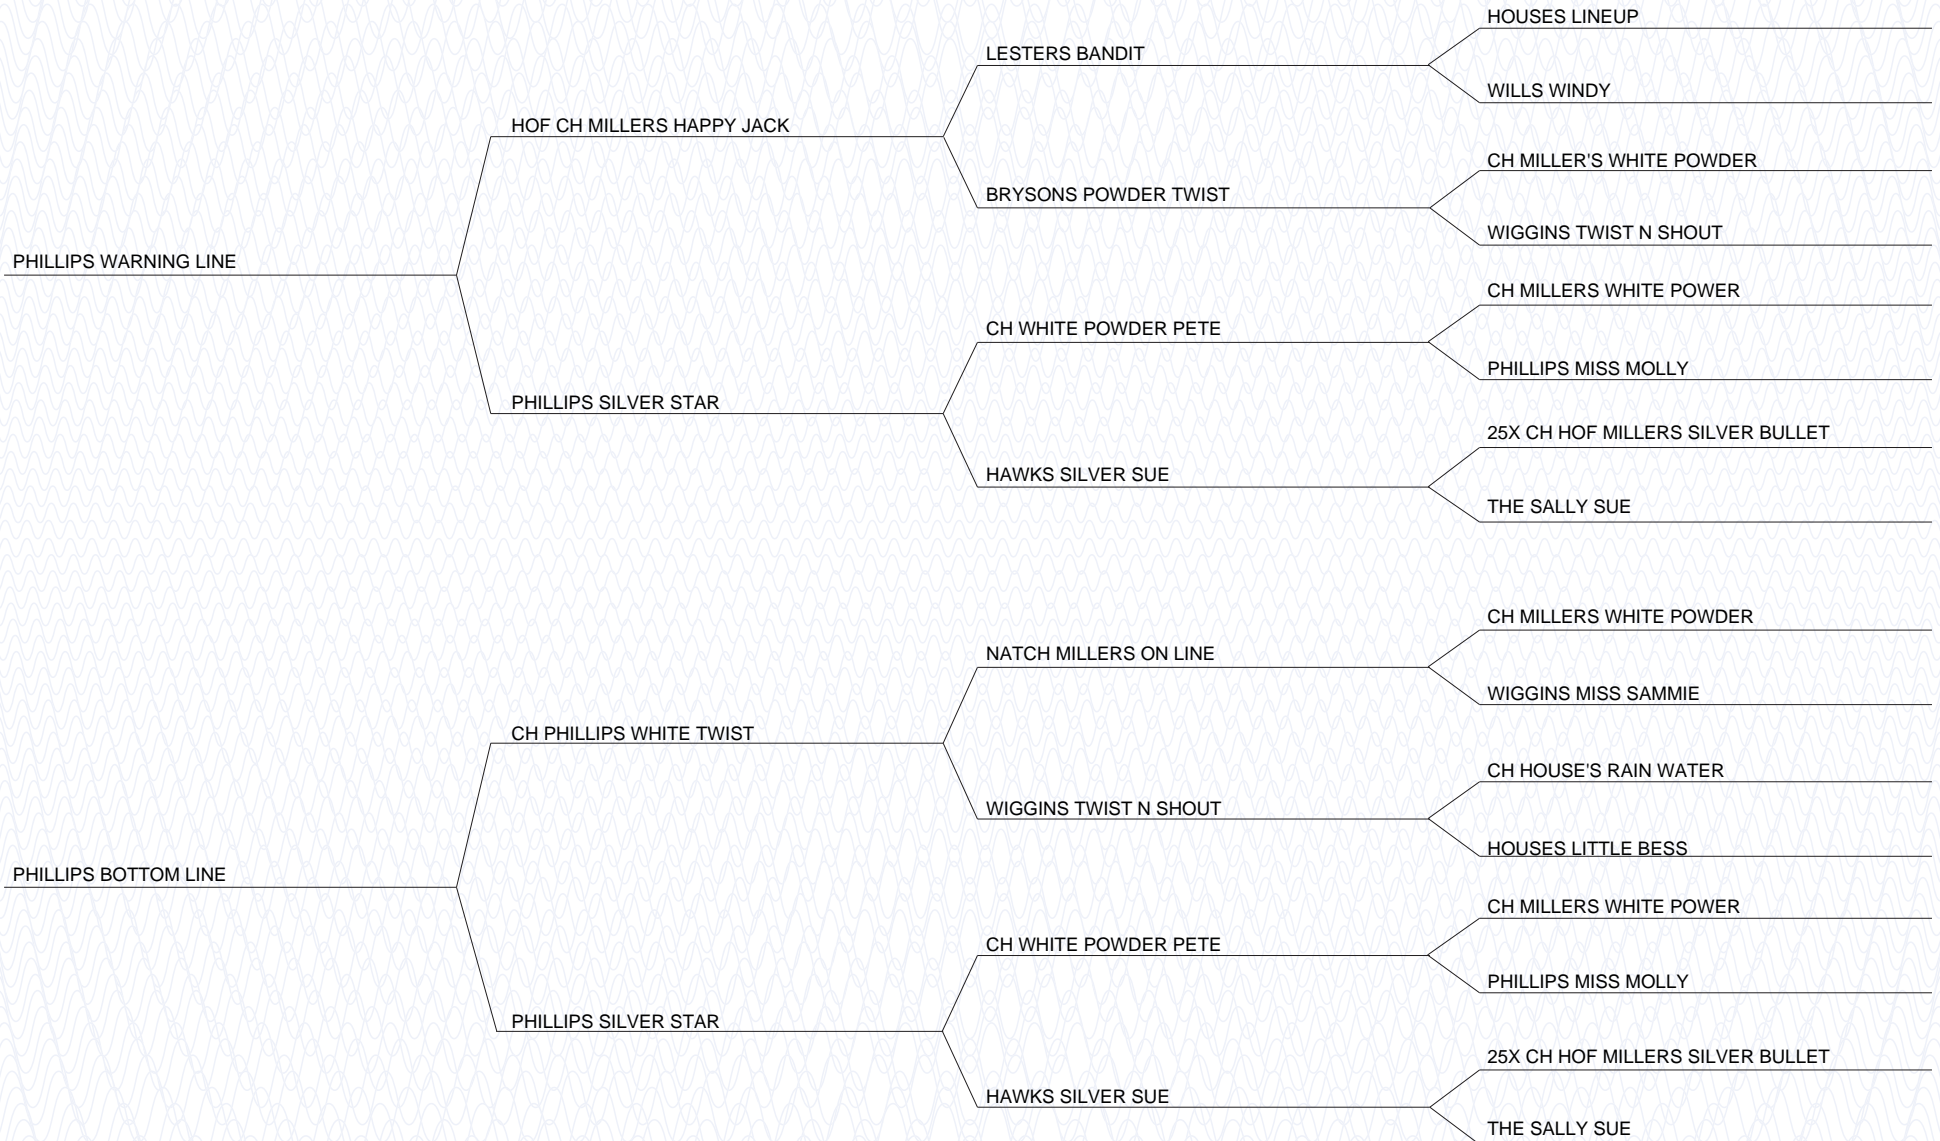 HOUSES LINEUP
LESTERS BANDIT
WILLS WINDY
HOF CH MILLERS HAPPY JACK
CH MILLER'S WHITE POWDER
BRYSONS POWDER TWIST
WIGGINS TWIST N SHOUT
PHILLIPS WARNING LINE
CH MILLERS WHITE POWER
CH WHITE POWDER PETE
PHILLIPS MISS MOLLY
PHILLIPS SILVER STAR
25X CH HOF MILLERS SILVER BULLET
HAWKS SILVER SUE
THE SALLY SUE
CH MILLERS WHITE POWDER
NATCH MILLERS ON LINE
WIGGINS MISS SAMMIE
CH PHILLIPS WHITE TWIST
CH HOUSE'S RAIN WATER
WIGGINS TWIST N SHOUT
HOUSES LITTLE BESS
PHILLIPS BOTTOM LINE
CH MILLERS WHITE POWER
CH WHITE POWDER PETE
PHILLIPS MISS MOLLY
PHILLIPS SILVER STAR
25X CH HOF MILLERS SILVER BULLET
HAWKS SILVER SUE
THE SALLY SUE